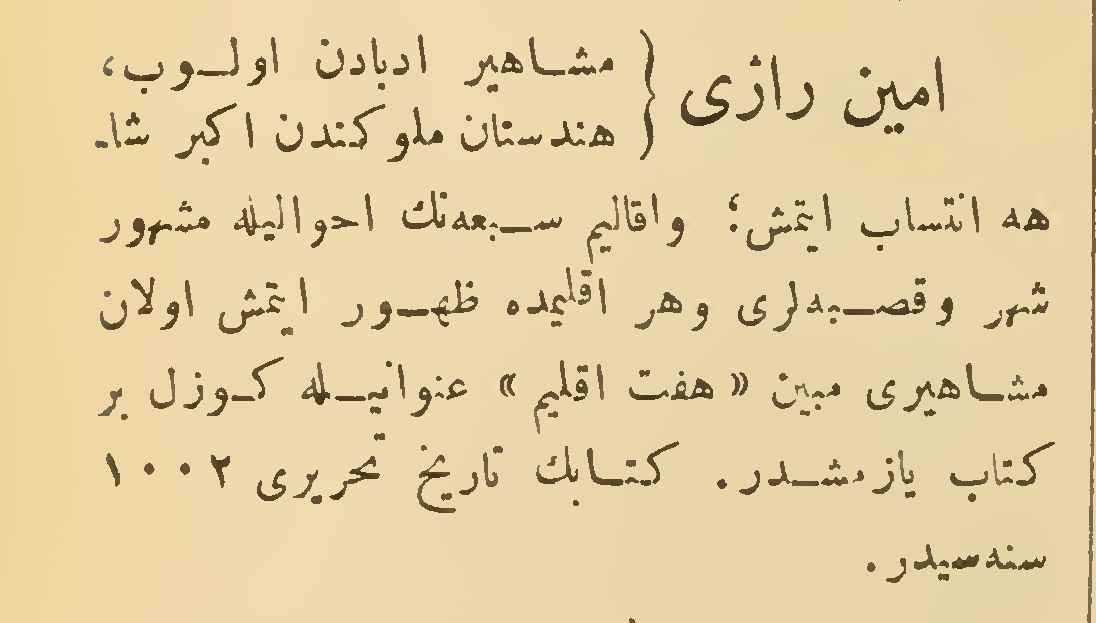 امین رازی { مشاهیر ادبادن اولوب،
هندستان ملوکندن اکبر شا‌ـ
هه انتساب ایتمش؛ واقالیم سبعه‌نك احوالیله مشهور
شهر وقصبه‌لری وهر اقلیمده ظهور ایتمش اولان
مشاهیری مبین «هفت اقلیم» عنوانیله کوزل بر
کتاب یازمشدر. کتابك تاریخ تحریری ۱۰۰۲
سنه‌سیدر.